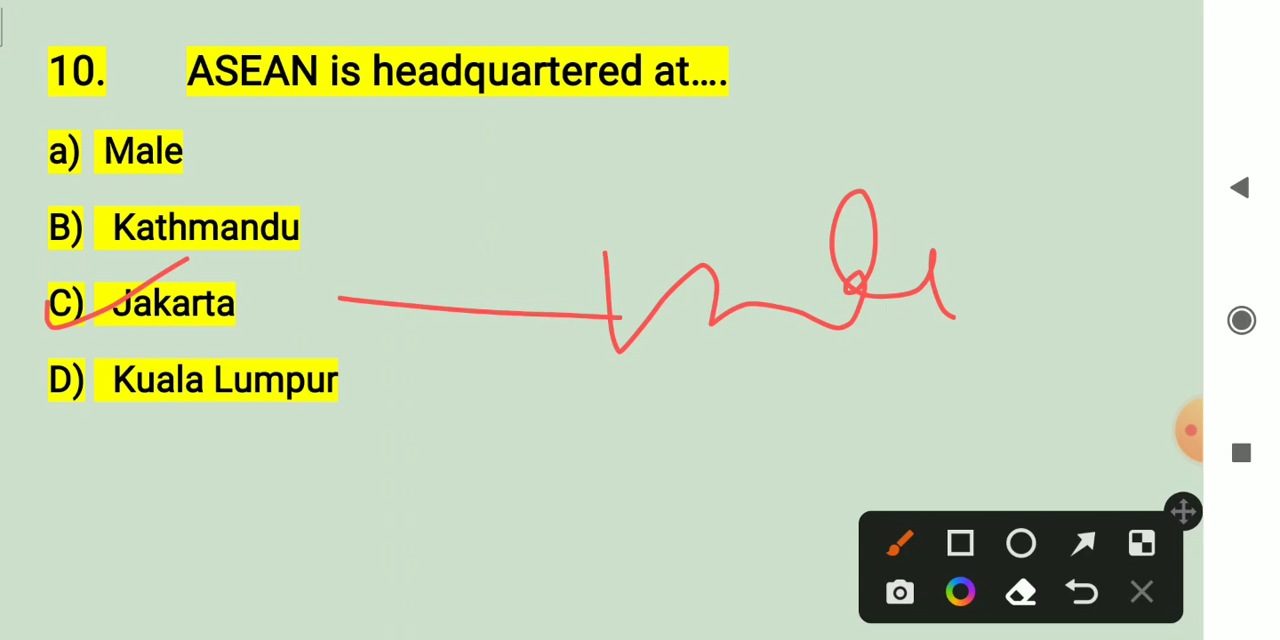 10. ASEAN is headquartered at....
a) Male
B) Kathmandu
C) Jakarta
D) Kuala Lumpur